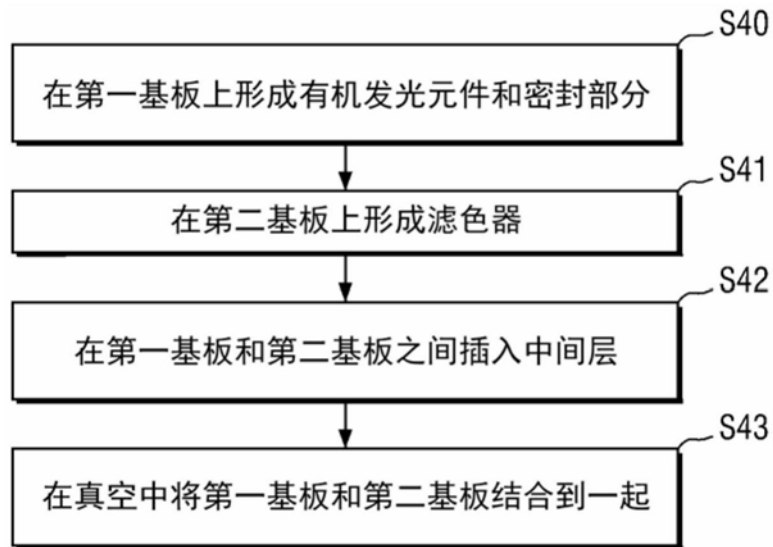 S40
在第一基板上形成有机发光元件和密封部分
S41
在第二基板上形成滤色器
S42
在第一基板和第二基板之间插入中间层
S43
在真空中将第一基板和第二基板结合到一起